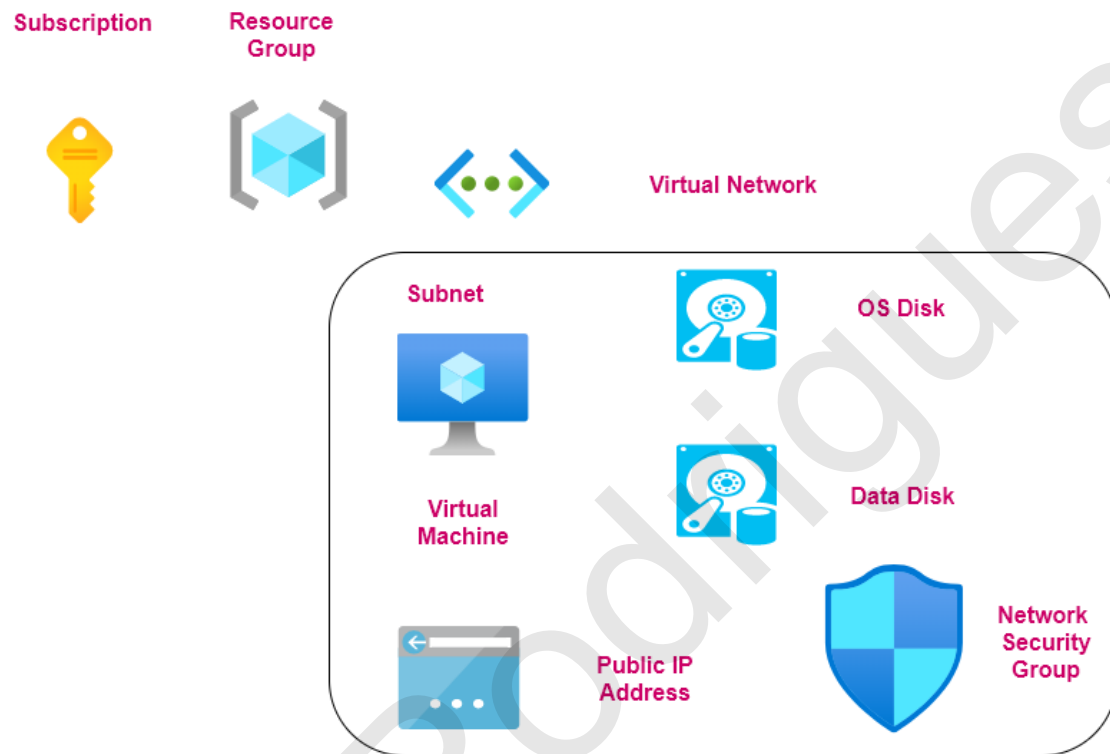 Subscription
Resource
Group
Virtual Network
Subnet
OS Disk
Virtual
Machine
Data Disk
Public IP
Address
Network
Security
Group